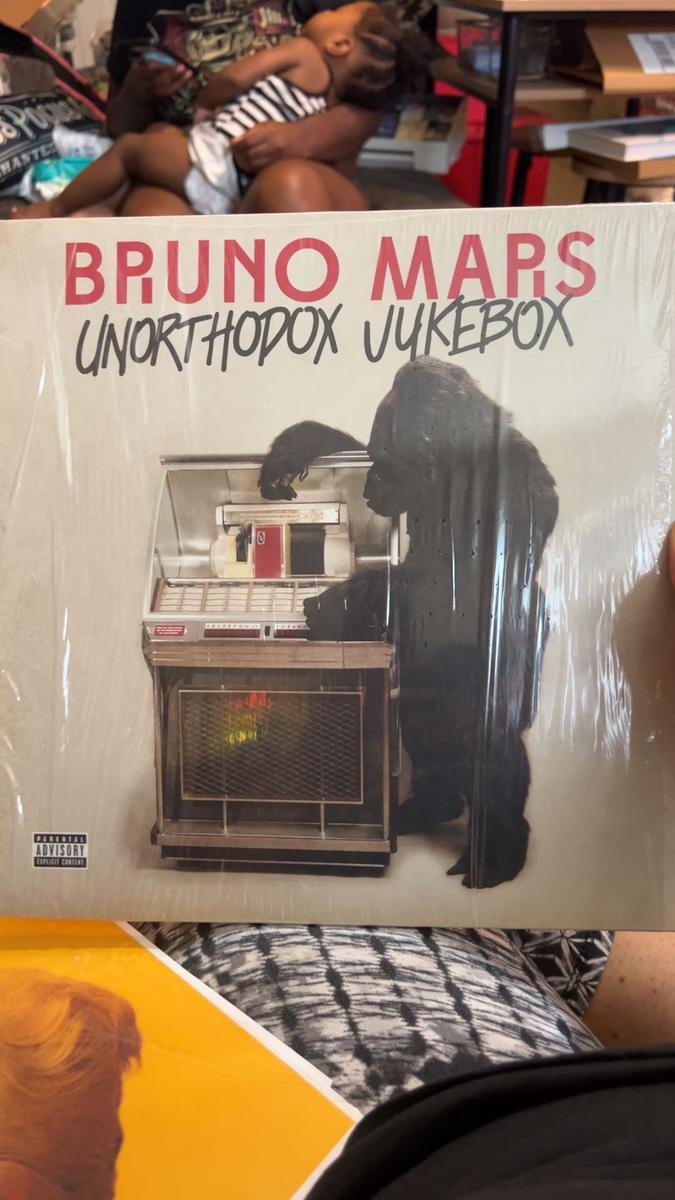 BRUNO MARS
UNORTHODOX JUKEBOX
PARENTAL
ADVISORY
EXPLICIT CONTENT